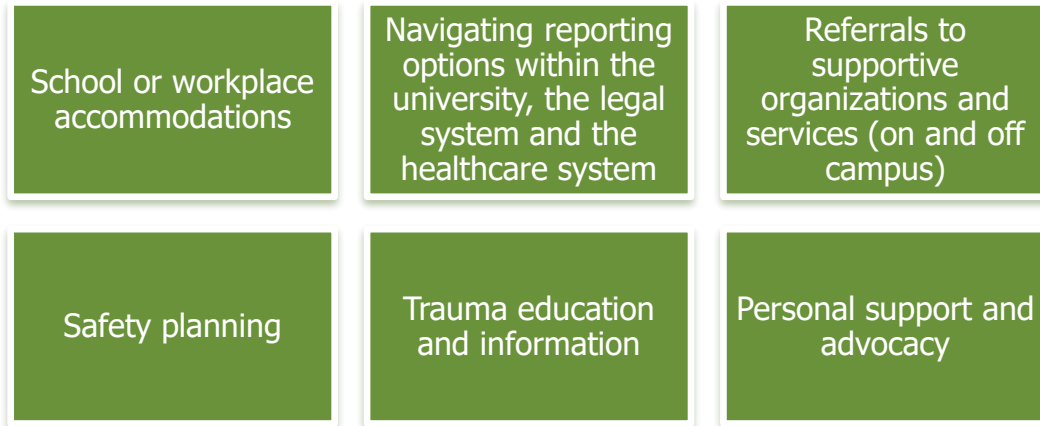 School or workplace
accommodations
Navigating reporting
options within the
university, the legal
system and the
healthcare system
Referrals to
supportive
organizations and
services (on and off
campus)
Safety planning
Trauma education
and information
Personal support and
advocacy